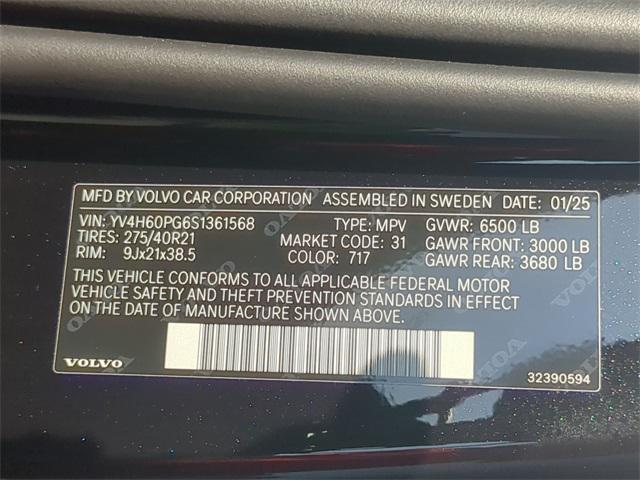 MFD BY VOLVO CAR CORPORATION ASSEMBLED IN SWEDEN DATE: 01/25
VIN: YV4H60PG6S1361568 TYPE: MPV GVWR: 6500 LB
TIRES: 275/40R21 MARKET CODE: 31 GAWR FRONT: 3000 LB
RIM: 9Jx21x38.5 COLOR: 717 GAWR REAR: 3680 LB
THIS VEHICLE CONFORMS TO ALL APPLICABLE FEDERAL MOTOR
VEHICLE SAFETY AND THEFT PREVENTION STANDARDS IN EFFECT
ON THE DATE OF MANUFACTURE SHOWN ABOVE.
VOLVO 32390594